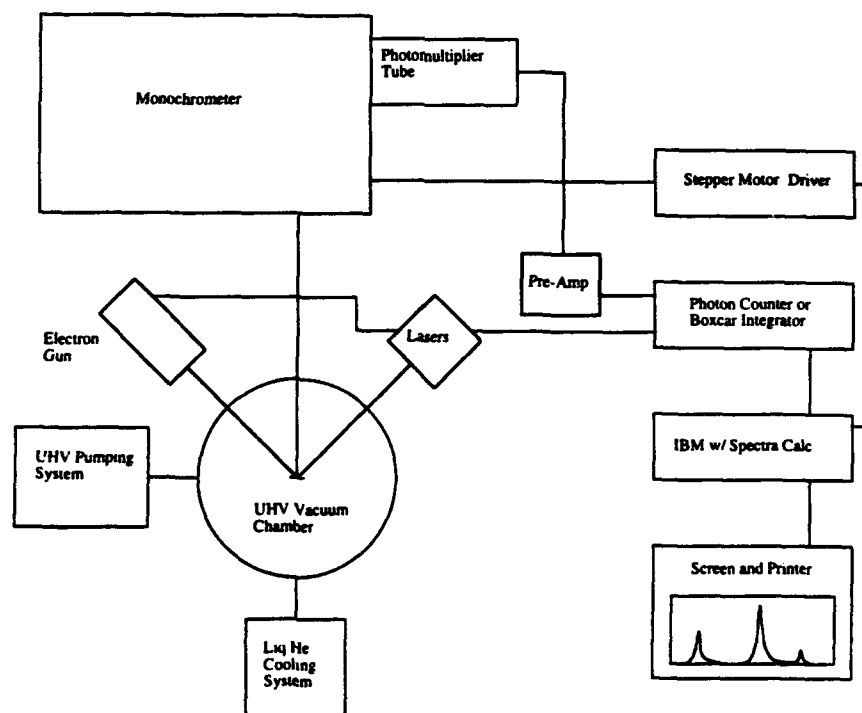 Photomultiplier
Tube
Monochrometer
Stepper Motor Driver
Pre-Amp
Photon Counter or
Boxcar Integrator
Lasers
Electron
Gun
UHV Pumping
System
IBM w/ Spectra Calc
UHV Vacuum
Chamber
Screen and Printer
Liq He
Cooling
System